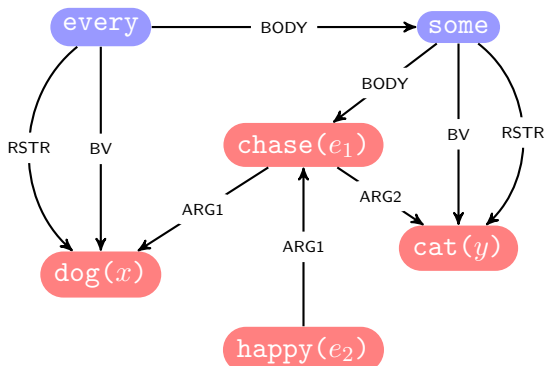 every
BODY
some
BODY
RSTR
BV
BV
RSTR
chase(e₁)
ARG1
ARG2
ARG1
cat(y)
dog(x)
happy(e₂)